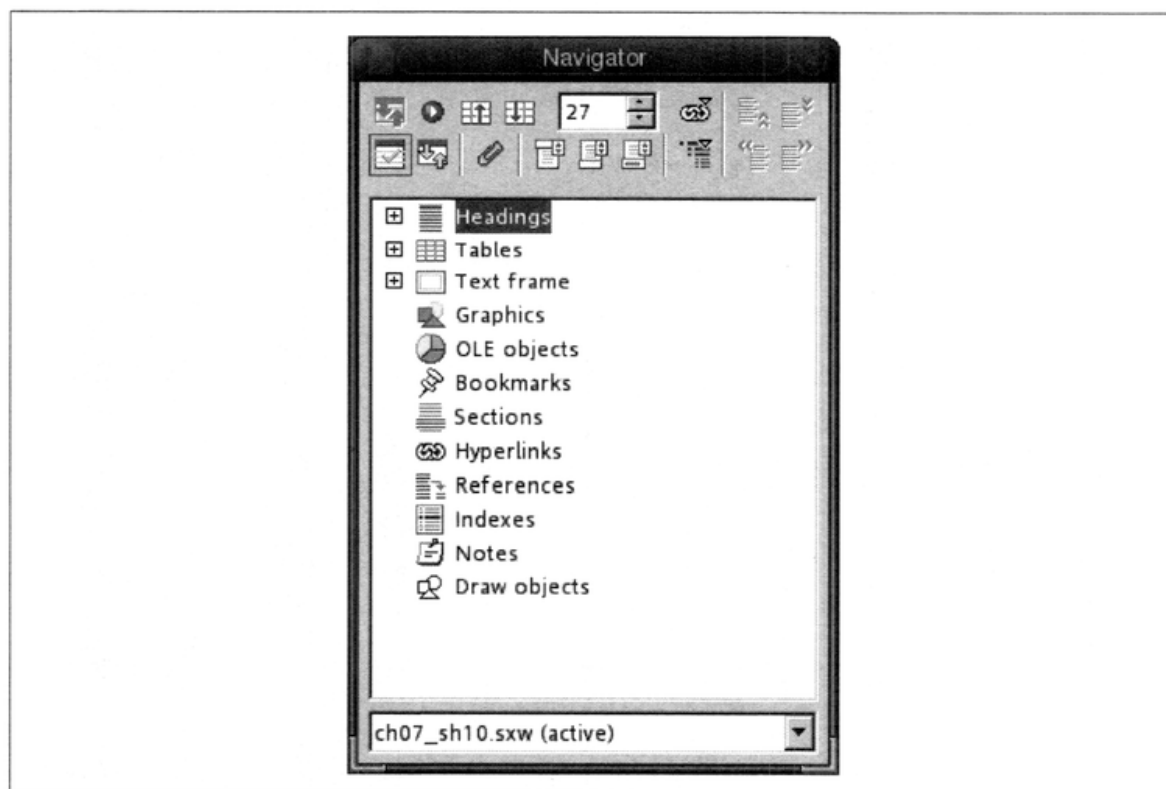 Navigator
27
Headings
Tables
Text frame
Graphics
OLE objects
Bookmarks
Sections
Hyperlinks
References
Indexes
Notes
Draw objects
ch07_sh10.sxw (active)